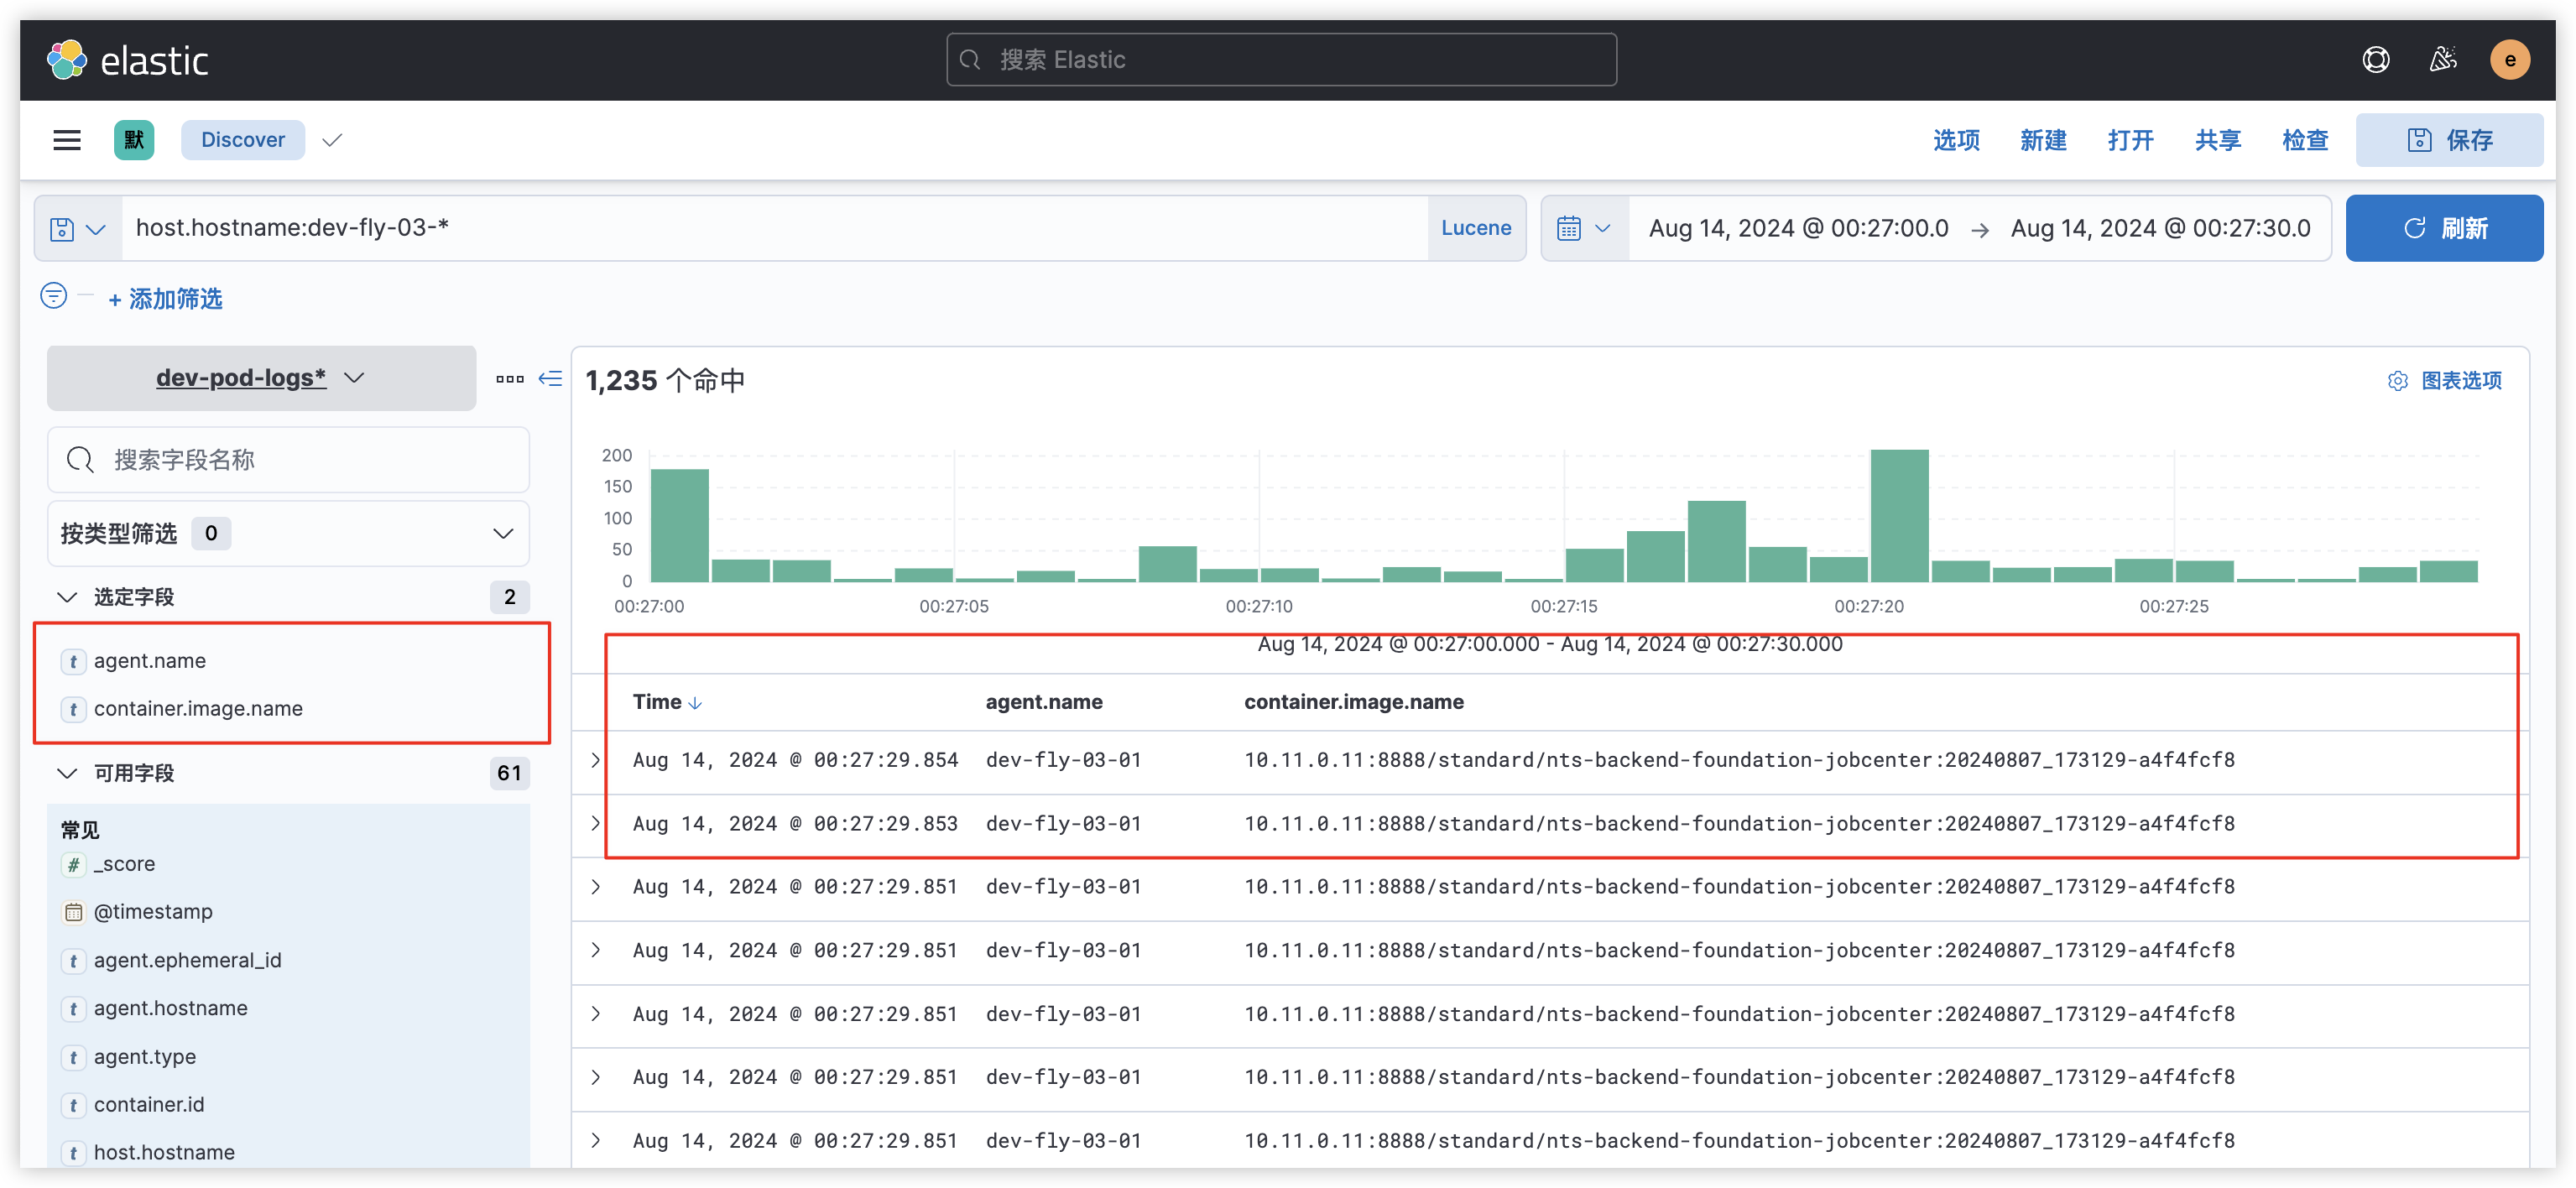 elastic
搜索 Elastic
e
默
Discover
选项
新建
打开
共享
检查
保存
host.hostname:dev-fly-03-*
Lucene
Aug 14, 2024 @ 00:27:00.0 → Aug 14, 2024 @ 00:27:30.0
刷新
+ 添加筛选
dev-pod-logs*
搜索字段名称
按类型筛选 0
选定字段 2
t agent.name
t container.image.name
可用字段 61
常见
# _score
@timestamp
t agent.ephemeral_id
t agent.hostname
t agent.type
t container.id
t host.hostname
1,235 个命中
图表选项
200
150
100
50
0
00:27:00 00:27:05 00:27:10 00:27:15 00:27:20 00:27:25
Aug 14, 2024 @ 00:27:00.000 - Aug 14, 2024 @ 00:27:30.000
Time agent.name container.image.name
Aug 14, 2024 @ 00:27:29.854 dev-fly-03-01 10.11.0.11:8888/standard/nts-backend-foundation-jobcenter:20240807_173129-a4f4fcf8
Aug 14, 2024 @ 00:27:29.853 dev-fly-03-01 10.11.0.11:8888/standard/nts-backend-foundation-jobcenter:20240807_173129-a4f4fcf8
Aug 14, 2024 @ 00:27:29.851 dev-fly-03-01 10.11.0.11:8888/standard/nts-backend-foundation-jobcenter:20240807_173129-a4f4fcf8
Aug 14, 2024 @ 00:27:29.851 dev-fly-03-01 10.11.0.11:8888/standard/nts-backend-foundation-jobcenter:20240807_173129-a4f4fcf8
Aug 14, 2024 @ 00:27:29.851 dev-fly-03-01 10.11.0.11:8888/standard/nts-backend-foundation-jobcenter:20240807_173129-a4f4fcf8
Aug 14, 2024 @ 00:27:29.851 dev-fly-03-01 10.11.0.11:8888/standard/nts-backend-foundation-jobcenter:20240807_173129-a4f4fcf8
Aug 14, 2024 @ 00:27:29.851 dev-fly-03-01 10.11.0.11:8888/standard/nts-backend-foundation-jobcenter:20240807_173129-a4f4fcf8